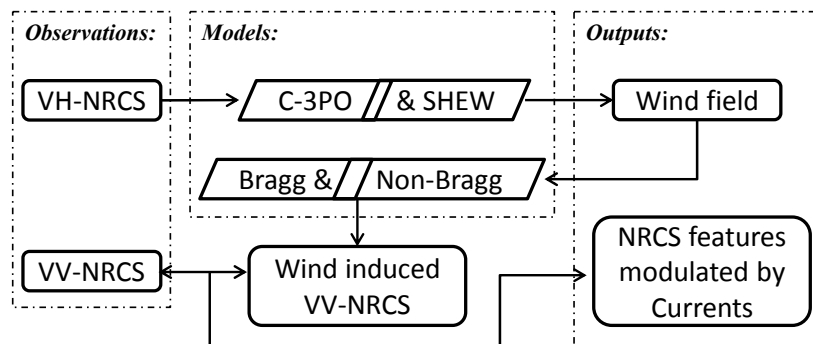 Observations:
Models:
Outputs:
VH-NRCS
C-3PO & SHEW
Wind field
Bragg & Non-Bragg
VV-NRCS
Wind induced
VV-NRCS
NRCS features
modulated by
Currents